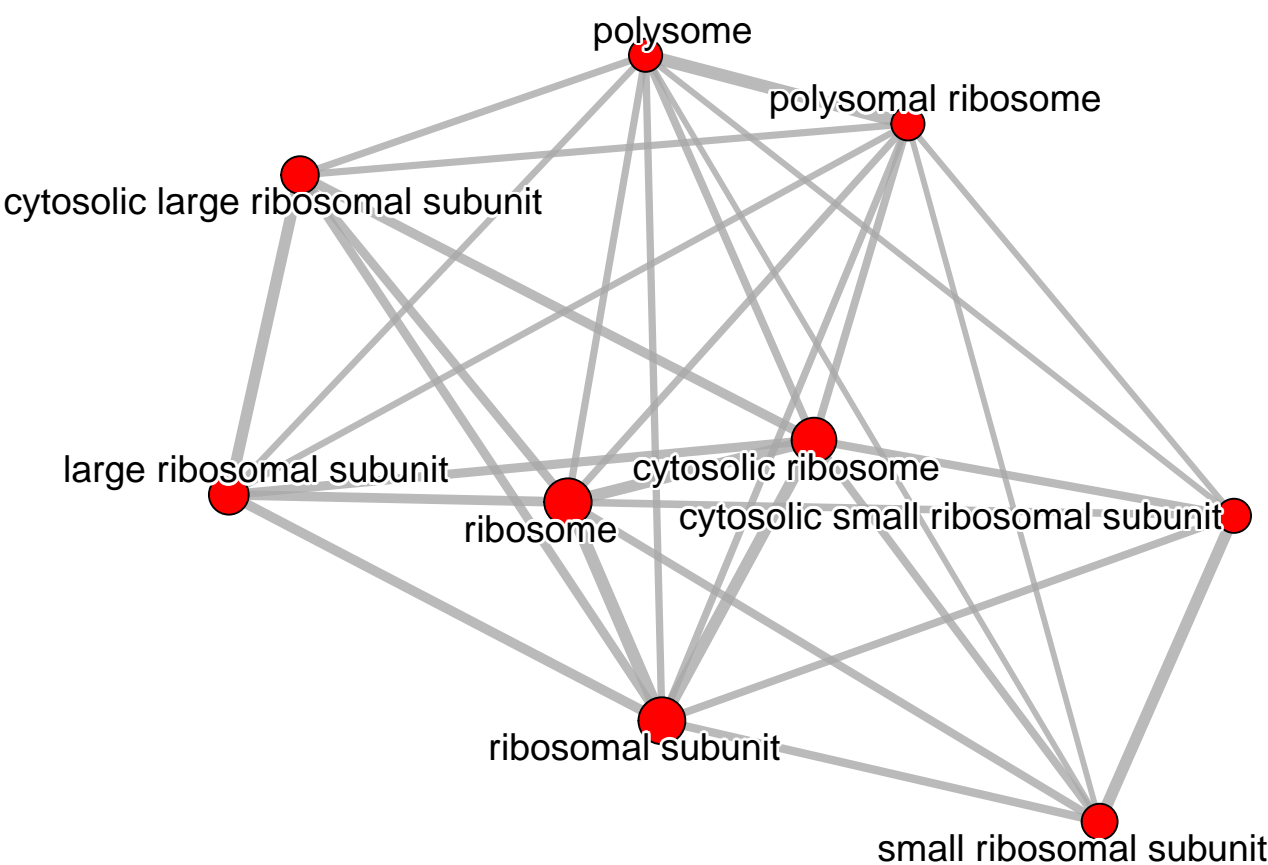 polysome
polysomal ribosome
cytosolic large ribosomal subunit
large ribosomal subunit
cytosolic ribosome
cytosolic small ribosomal subunit
ribosome
ribosomal subunit
small ribosomal subunit